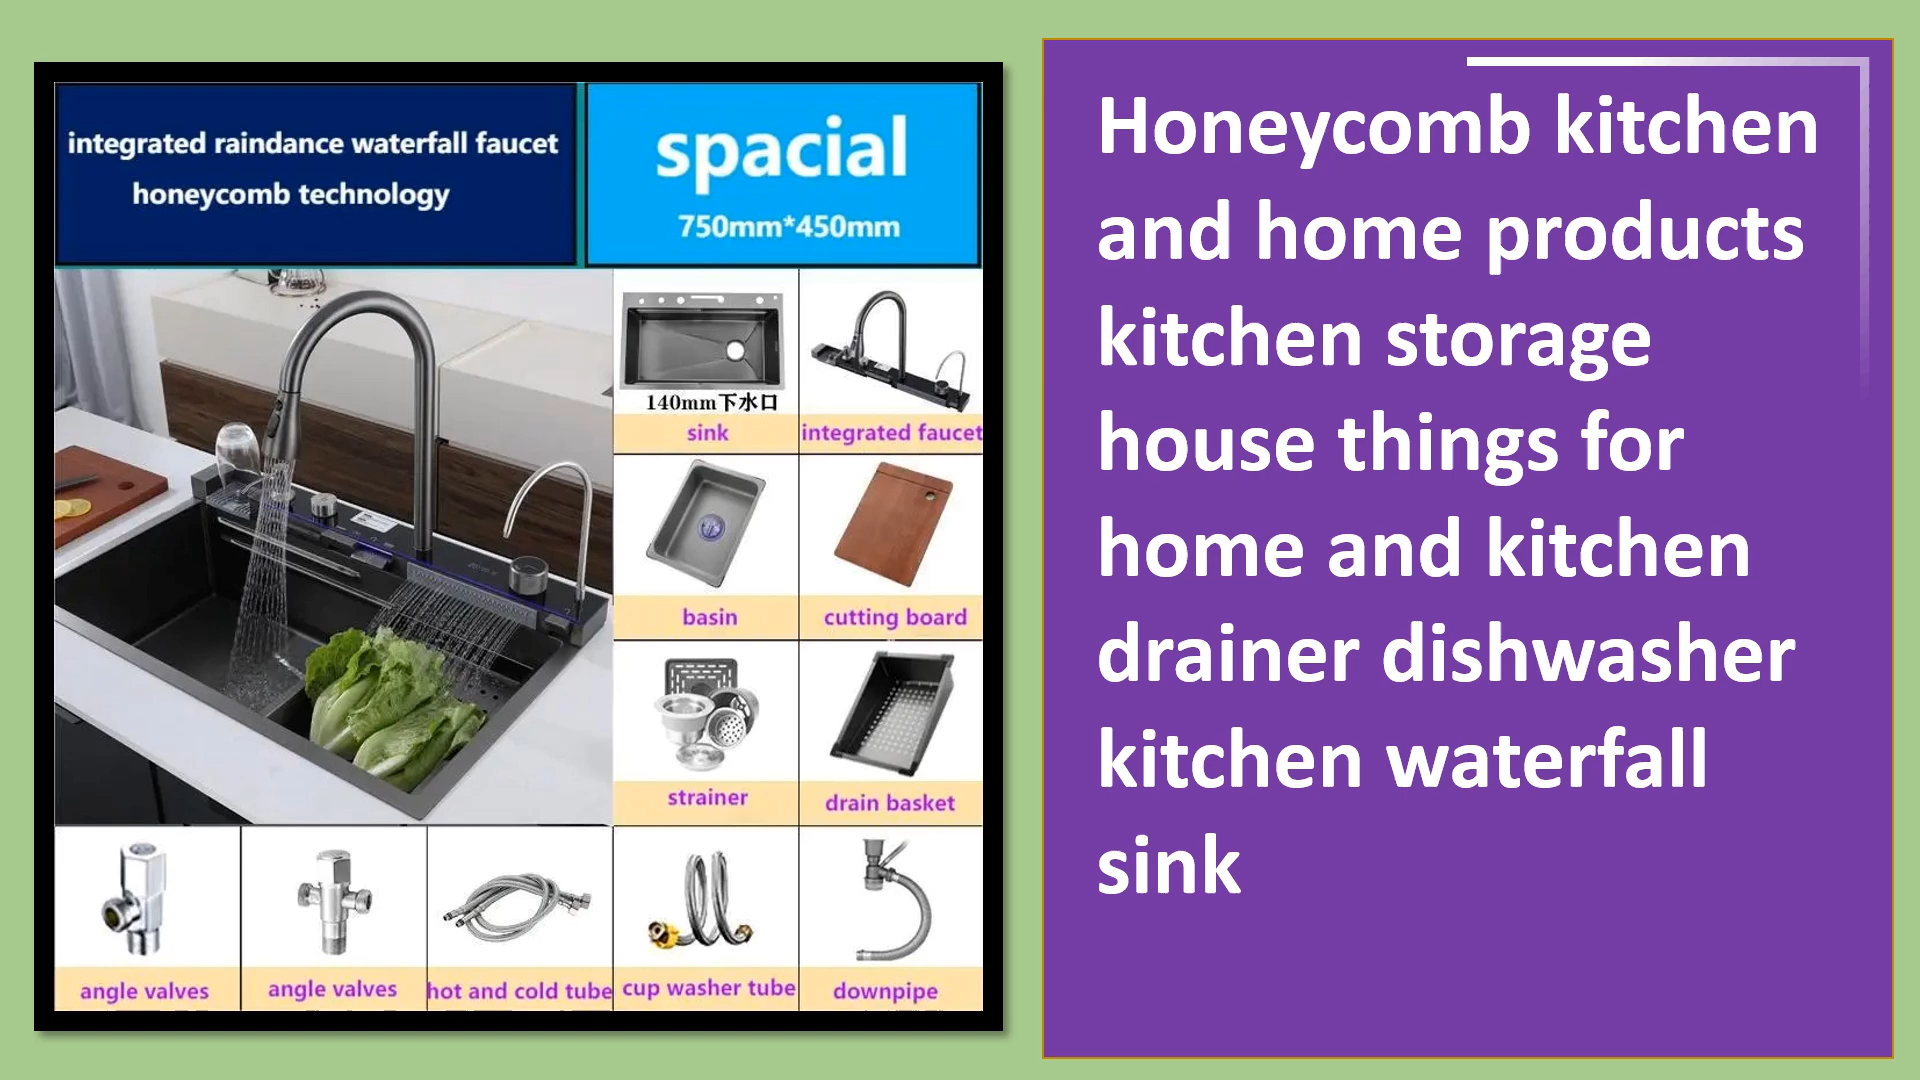 integrated raindance waterfall faucet
honeycomb technology
spacial
750mm*450mm
140mm下水口
sink
integrated faucet
basin
cutting board
strainer
drain basket
angle valves
angle valves
hot and cold tube
cup washer tube
downpipe
Honeycomb kitchen
and home products
kitchen storage
house things for
home and kitchen
drainer dishwasher
kitchen waterfall
sink